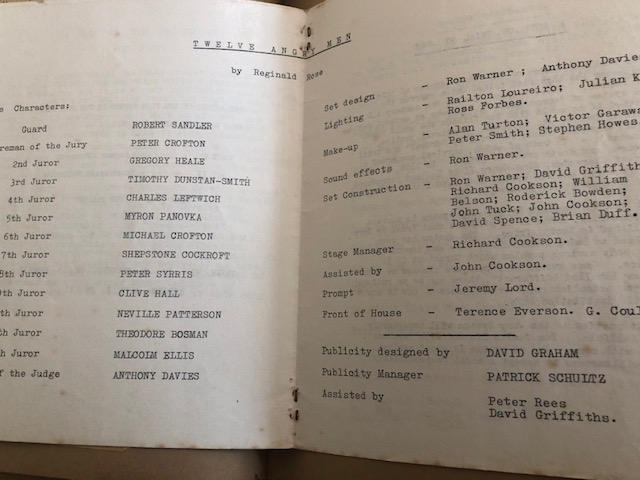 TWELVE ANGRY MEN
by Reginald Rose
Characters:
Guard ROBERT SANDLER
of the Jury PETER CROFTON
2nd Juror GREGORY HEALE
3rd Juror TIMOTHY DUNSTAN-SMITH
4th Juror CHARLES LEFTWICH
5th Juror MYRON PANOVKA
6th Juror MICHAEL CROFTON
7th Juror SHEPSTONE COCKROFT
Juror PETER SYRRIS
Juror CLIVE HALL
Juror NEVILLE PATTERSON
Juror THEODORE BOSMAN
Juror MALCOLM ELLIS
the Judge ANTHONY DAVIES
Set design - Ron Warner ; Anthony Davies
Lighting - Railton Loureiro; Julian
Ross Forbes.
Make-up - Alan Turton; Victor
Peter Smith; Stephen Howes
Sound effects - Ron Warner.
Set Construction - Ron Warner; David Griffith
Richard Cookson; William
Belson; Roderick Bowden;
John Tuck; John Cookson;
David Spence; Brian Duff.
Stage Manager - Richard Cookson.
Assisted by - John Cookson.
Prompt - Jeremy Lord.
Front of House - Terence Everson. G.
Publicity designed by DAVID GRAHAM
Publicity Manager PATRICK SCHULTZ
Assisted by Peter Rees
David Griffiths.